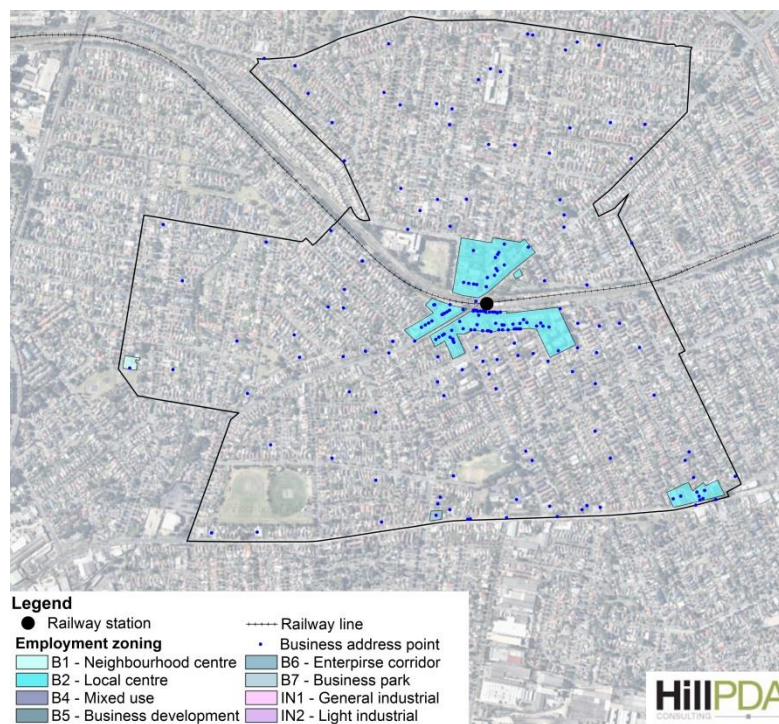 Legend
Railway station
Railway line
Employment zoning
Business address point
B1 - Neighbourhood centre
B6 - Enterpirse corridor
B2 - Local centre
B7 - Business park
B4 - Mixed use
IN1 - General industrial
B5 - Business development
IN2 - Light industrial
HillPDA
CONSULTING